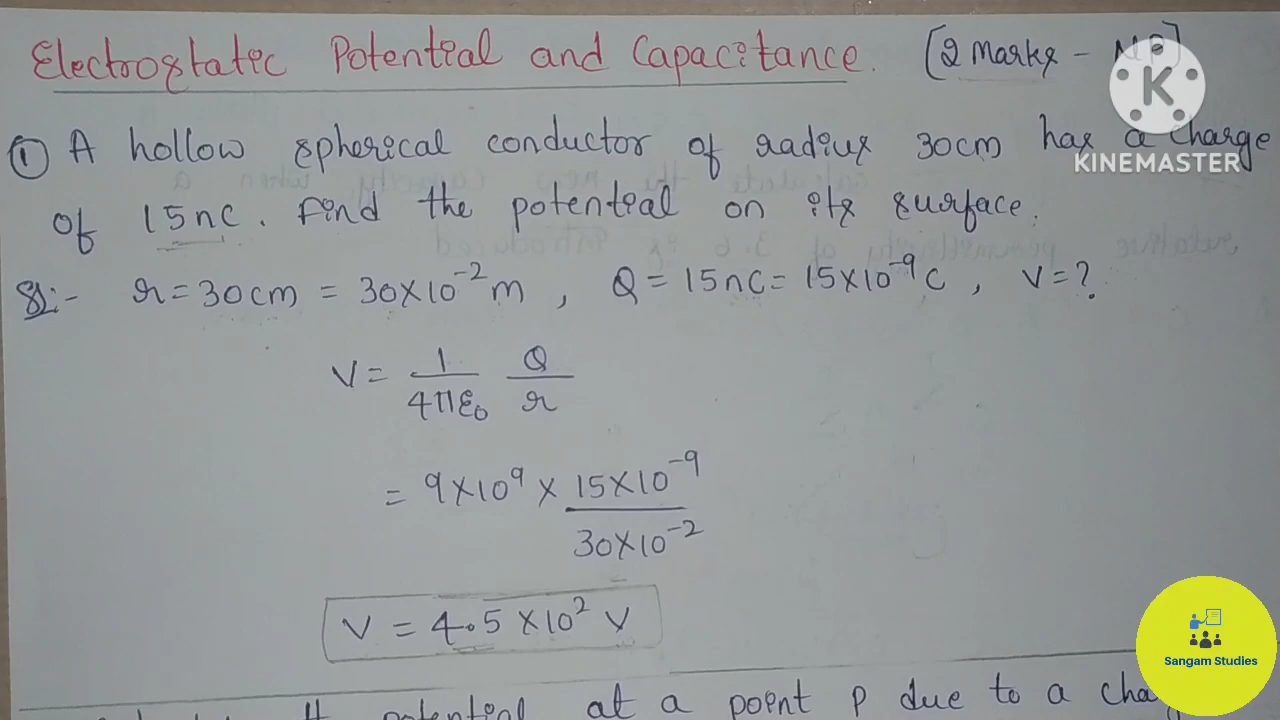 Electrostatic Potential and Capacitance. [2 Marks -
KINEMASTER
① A hollow spherical conductor of radius 30cm has a charge
of 15nc. Find the potential on its surface.
Sol:- r = 30cm = 30×10⁻² m , Q = 15nc = 15×10⁻⁹ C , V = ?
V = 1/4πε₀ Q/r
= 9×10⁹ × 15×10⁻⁹/30×10⁻²
V = 4.5 ×10² V
potential at a point P due to a
Sangam Studies